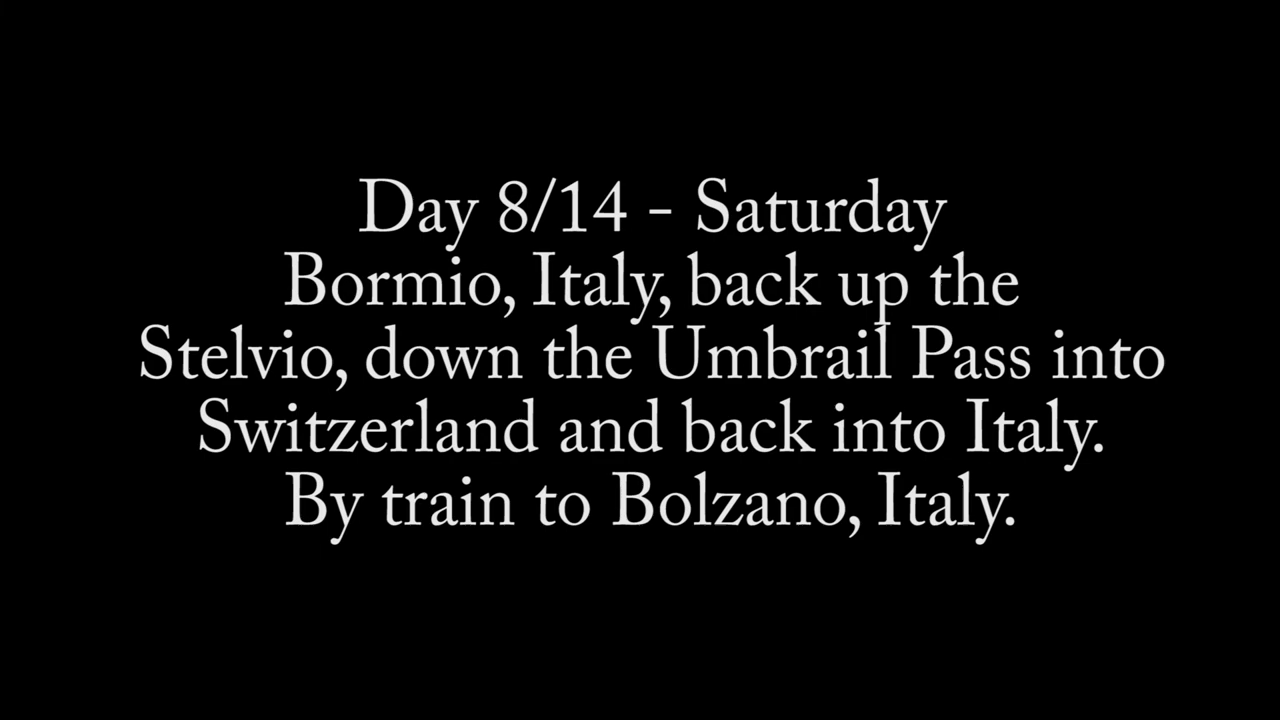 Day 8/14 - Saturday
Bormio, Italy, back up the
Stelvio, down the Umbrail Pass into
Switzerland and back into Italy.
By train to Bolzano, Italy.